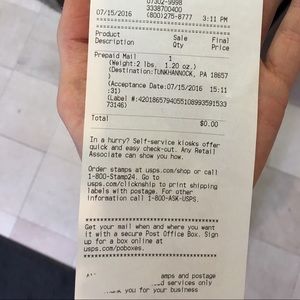 07302-9998
3338700400
07/15/2016 (800)275-8777 3:11 PM
Product Sale Final
Description Qty Price
Prepaid Mail 1
(Weight:2 lbs. 1.20 oz.)
(Destination:TUNKHANNOCK, PA 18657
)
(Acceptance Date:07/15/2016 15:11
:31)
(Label #:420186579405510899359153 3
73146)
Total $0.00
In a hurry? Self-service kiosks offer
quick and easy check-out. Any Retail
Associate can show you how.
Order stamps at usps.com/shop or call
1-800-Stamp24. Go to
usps.com/clicknship to print shipping
labels with postage. For other
information call 1-800-ASK-USPS.
Get your mail when and where you want
it with a secure Post Office Box. Sign
up for a box online at
usps.com/poboxes.
amps and postage
services only
you for your business